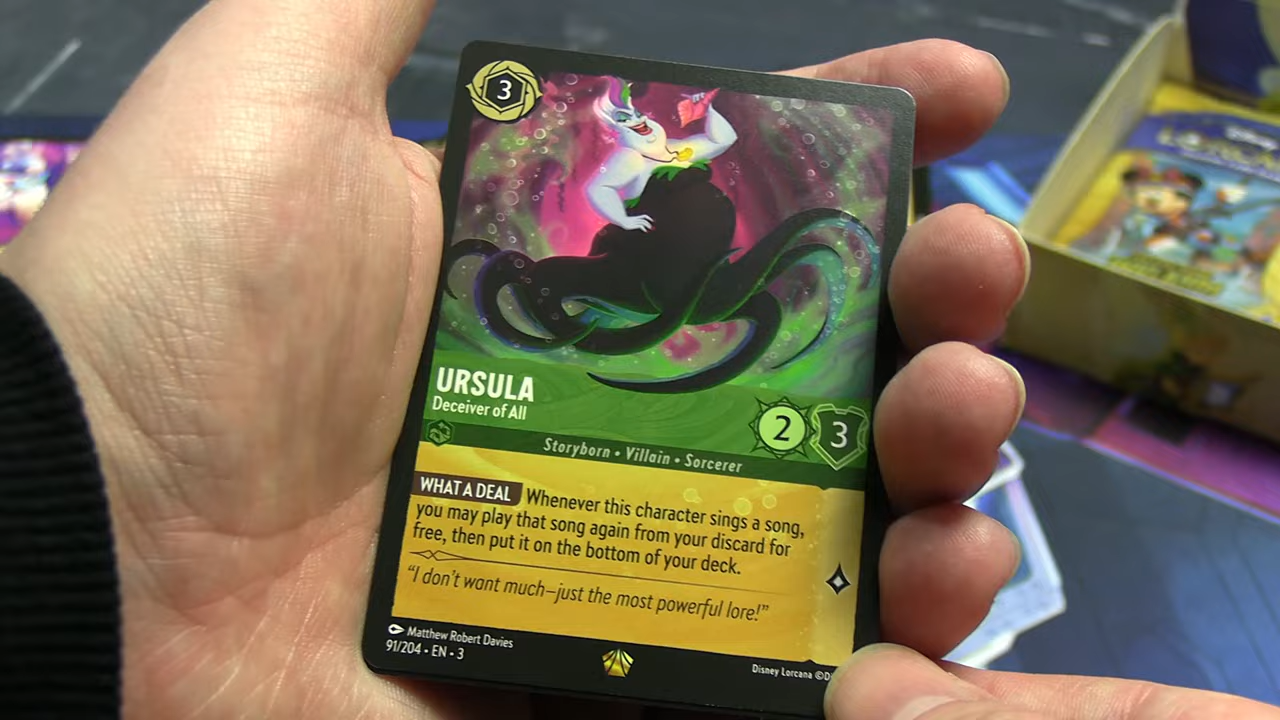 3
URSULA
Deceiver of All
2
3
Storyborn • Villain • Sorcerer
WHAT A DEAL Whenever this character sings a song,
you may play that song again from your discard for
free, then put it on the bottom of your deck.
“I don’t want much–just the most powerful lore!”
Matthew Robert Davies
91/204 • EN • 3
Disney Lorcana ©Di